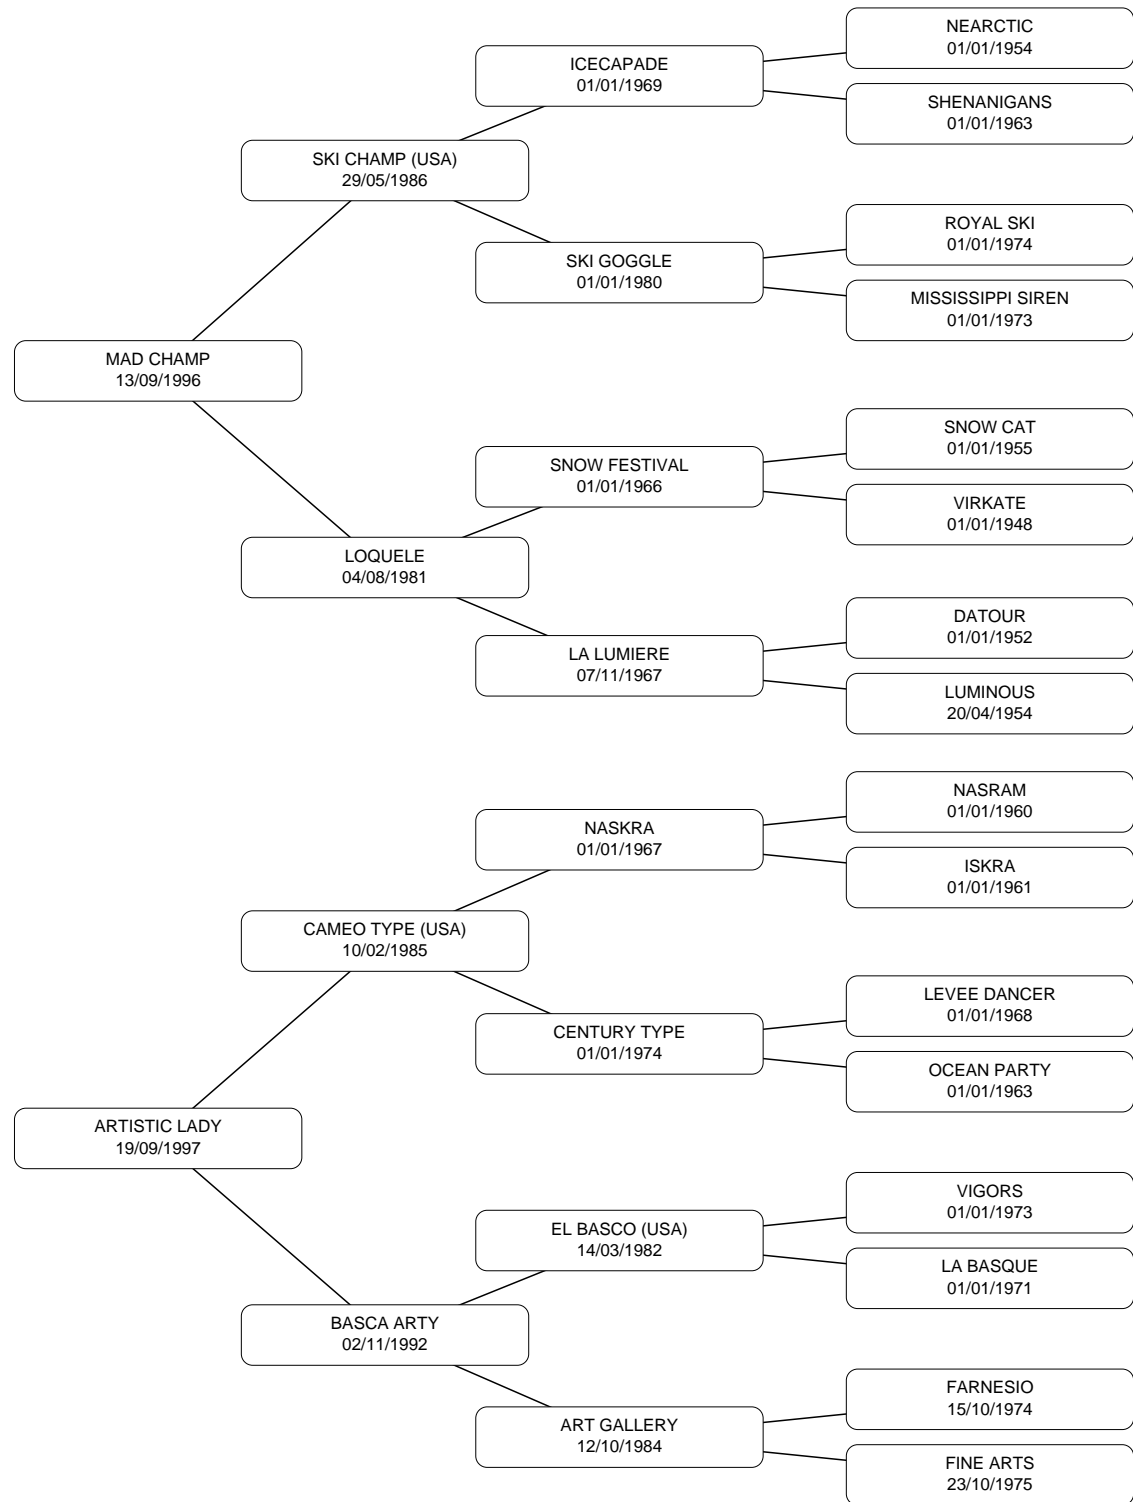 NEARCTIC
01/01/1954
ICECAPADE
01/01/1969
SHENANIGANS
01/01/1963
SKI CHAMP (USA)
29/05/1986
ROYAL SKI
01/01/1974
SKI GOGGLE
01/01/1980
MISSISSIPPI SIREN
01/01/1973
MAD CHAMP
13/09/1996
SNOW CAT
01/01/1955
SNOW FESTIVAL
01/01/1966
VIRKATE
01/01/1948
LOQUELE
04/08/1981
DATOUR
01/01/1952
LA LUMIERE
07/11/1967
LUMINOUS
20/04/1954
NASRAM
01/01/1960
NASKRA
01/01/1967
ISKRA
01/01/1961
CAMEO TYPE (USA)
10/02/1985
LEVEE DANCER
01/01/1968
CENTURY TYPE
01/01/1974
OCEAN PARTY
01/01/1963
ARTISTIC LADY
19/09/1997
VIGORS
01/01/1973
EL BASCO (USA)
14/03/1982
LA BASQUE
01/01/1971
BASCA ARTY
02/11/1992
FARNESIO
15/10/1974
ART GALLERY
12/10/1984
FINE ARTS
23/10/1975